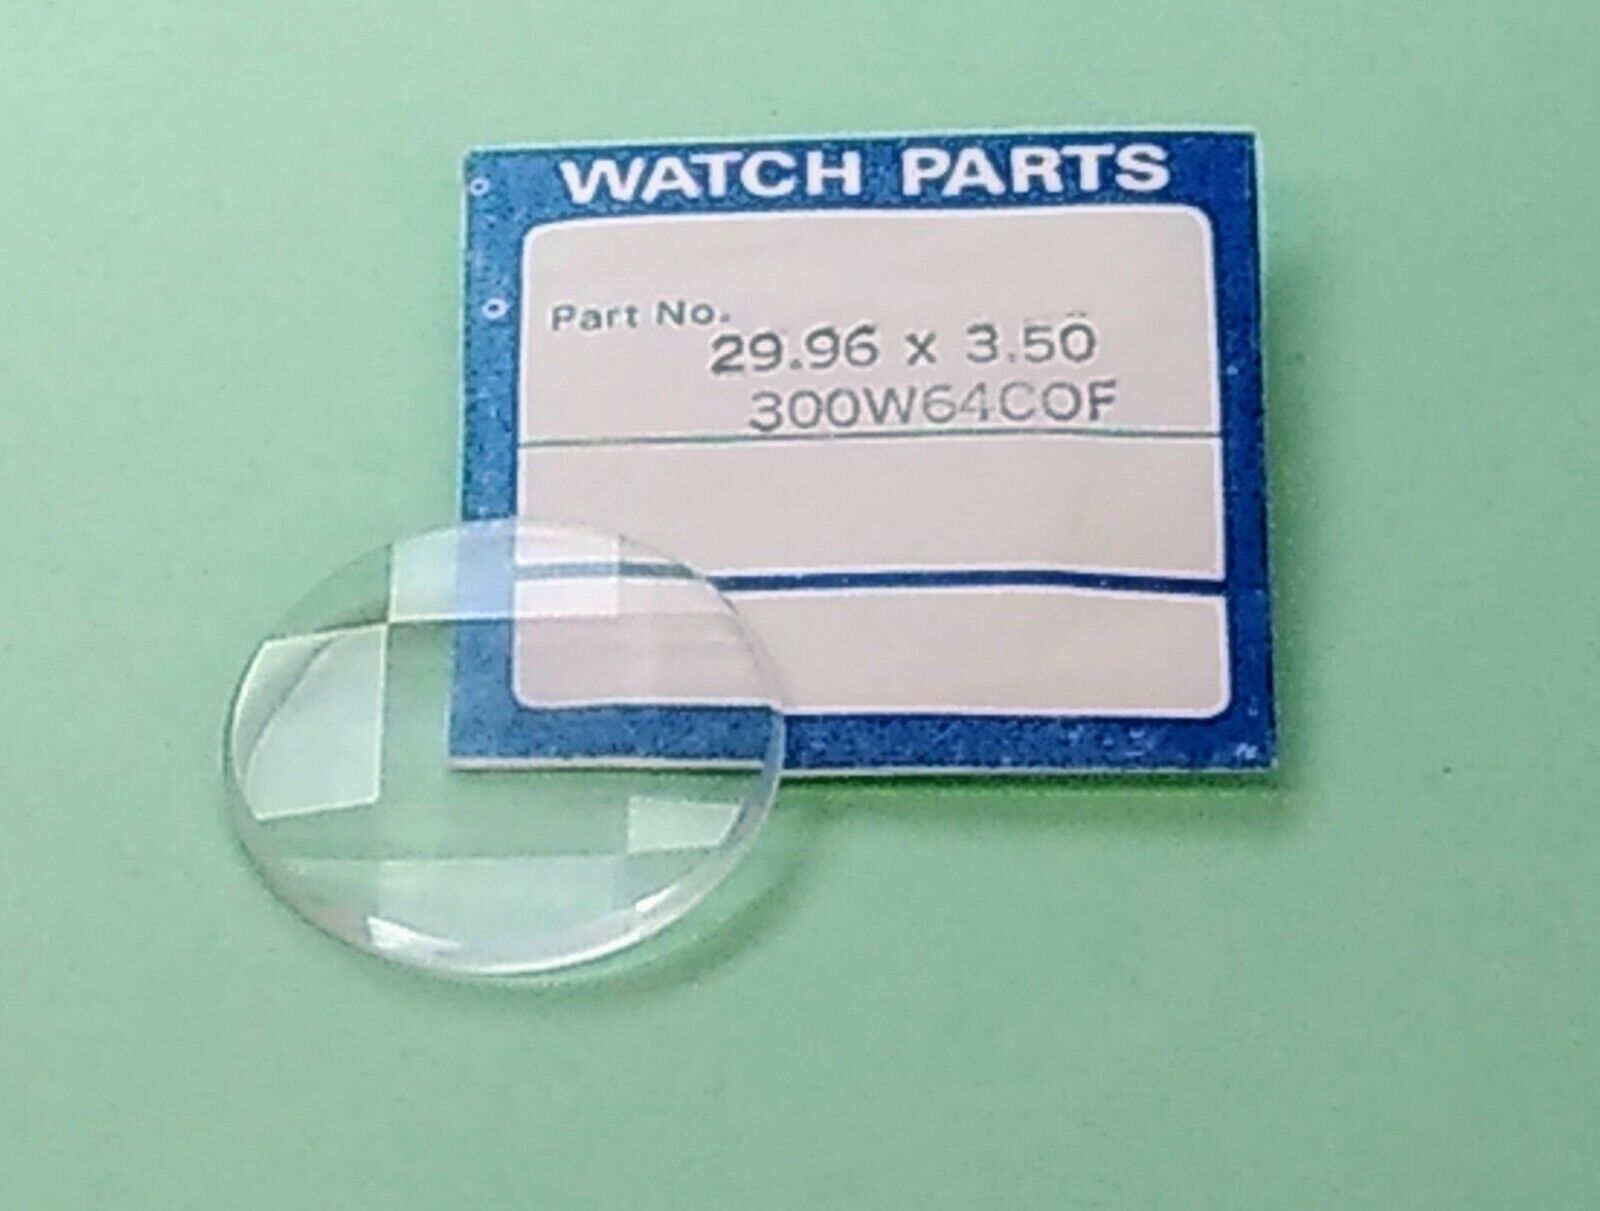 WATCH PARTS
Part No.
29.96 x 3.50
300W64COF